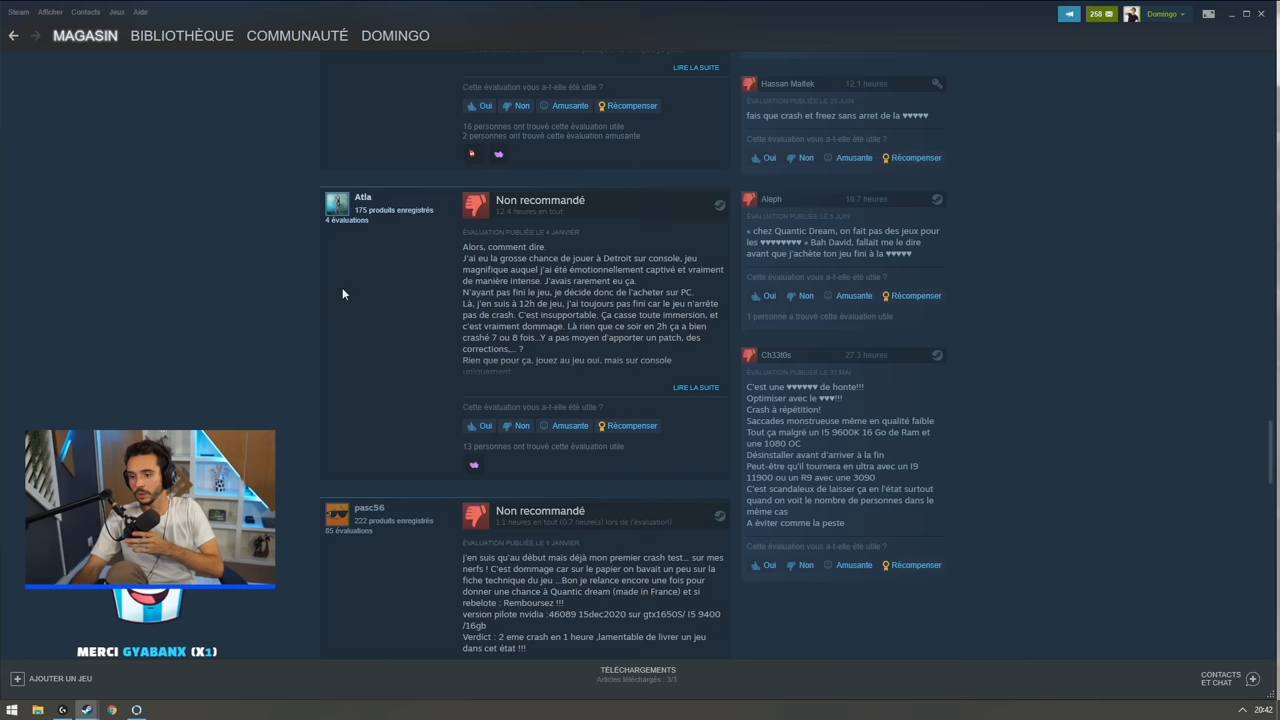 Steam Afficher Contacts Jeux Aide
258 Domingo
MAGASIN BIBLIOTHÈQUE COMMUNAUTÉ DOMINGO
LIRE LA SUITE
Cette évaluation vous a-t-elle été utile ?
Oui Non Amusante Récompenser
16 personnes ont trouvé cette évaluation utile
2 personnes ont trouvé cette évaluation amusante
Atla
175 produits enregistrés
4 évaluations
Non recommandé
12.4 heures en tout
ÉVALUATION PUBLIÉE LE 4 JANVIER
Alors, comment dire.
J'ai eu la grosse chance de jouer à Detroit sur console, jeu
magnifique auquel j'ai été émotionnellement captivé et vraiment
de manière intense. J'avais rarement eu ça.
N'ayant pas fini le jeu, je décide donc de l'acheter sur PC.
Là, j'en suis à 12h de jeu, j'ai toujours pas fini car le jeu n'arrête
pas de crash. C'est insupportable. Ça casse toute immersion, et
c'est vraiment dommage. Là rien que ce soir en 2h ça a bien
crashé 7 ou 8 fois...Y a pas moyen d'apporter un patch, des
corrections,... ?
Rien que pour ça, jouez au jeu oui, mais sur console
uniquement.
LIRE LA SUITE
Cette évaluation vous a-t-elle été utile ?
Oui Non Amusante Récompenser
13 personnes ont trouvé cette évaluation utile
pasc56
222 produits enregistrés
85 évaluations
Non recommandé
1.1 heures en tout (0.7 heure(s) lors de l'évaluation)
ÉVALUATION PUBLIÉE LE 1 JANVIER
j'en suis qu'au début mais déjà mon premier crash test... sur mes
nerfs ! C'est dommage car sur le papier on bavait un peu sur la
fiche technique du jeu ...Bon je relance encore une fois pour
donner une chance à Quantic dream (made in France) et si
rebelote : Remboursez !!!
version pilote nvidia :46089 15dec2020 sur gtx1650S/ I5 9400
/16gb
Verdict : 2 eme crash en 1 heure ,lamentable de livrer un jeu
dans cet état !!!
Hassan Maltek 12.1 heures
ÉVALUATION PUBLIÉE LE 21 JUIN
fais que crash et freez sans arret de la ♥♥♥♥♥
Cette évaluation vous a-t-elle été utile ?
Oui Non Amusante Récompenser
Aleph 16.7 heures
ÉVALUATION PUBLIÉE LE 5 JUIN
« chez Quantic Dream, on fait pas des jeux pour
les ♥♥♥♥♥♥♥♥ » Bah David, fallait me le dire
avant que j'achète ton jeu fini à la ♥♥♥♥♥
Cette évaluation vous a-t-elle été utile ?
Oui Non Amusante Récompenser
1 personne a trouvé cette évaluation utile
Ch33t0s 27.3 heures
ÉVALUATION PUBLIÉE LE 31 MAI
C'est une ♥♥♥♥♥♥ de honte!!!
Optimiser avec le ♥♥♥!!!
Crash à répétition!
Saccades monstrueuse même en qualité faible
Tout ça malgré un I5 9600K 16 Go de Ram et
une 1080 OC
Désinstaller avant d'arriver à la fin
Peut-être qu'il tournera en ultra avec un I9
11900 ou un R9 avec une 3090
C'est scandaleux de laisser ça en l'état surtout
quand on voit le nombre de personnes dans le
même cas
A éviter comme la peste
Cette évaluation vous a-t-elle été utile ?
Oui Non Amusante Récompenser
MERCI GYABANX (X1)
AJOUTER UN JEU
TÉLÉCHARGEMENTS
Articles téléchargés : 3/3
CONTACTS
ET CHAT
20:42